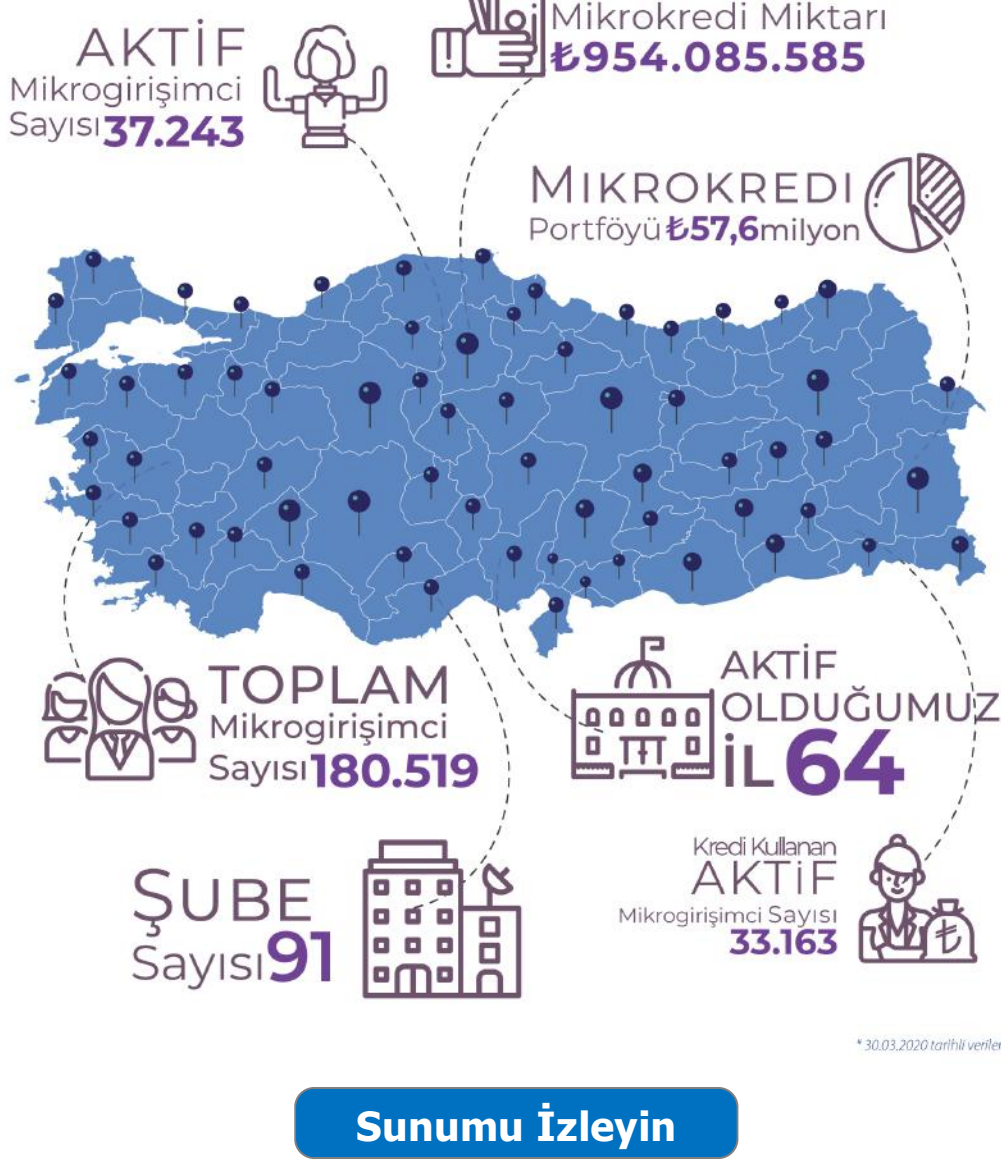 Mikrokredi Miktarı
₺954.085.585
AKTİF
Mikrogirişimci
Sayısı 37.243
MIKROKREDI
Portföyü ₺57,6milyon
TOPLAM
Mikrogirişimci
Sayısı 180.519
AKTİF
OLDUĞUMUZ
İL 64
ŞUBE
Sayısı 91
Kredi Kullanan
AKTİF
Mikrogirişimci Sayısı
33.163
* 30.03.2020 tarihli veriler
Sunumu İzleyin